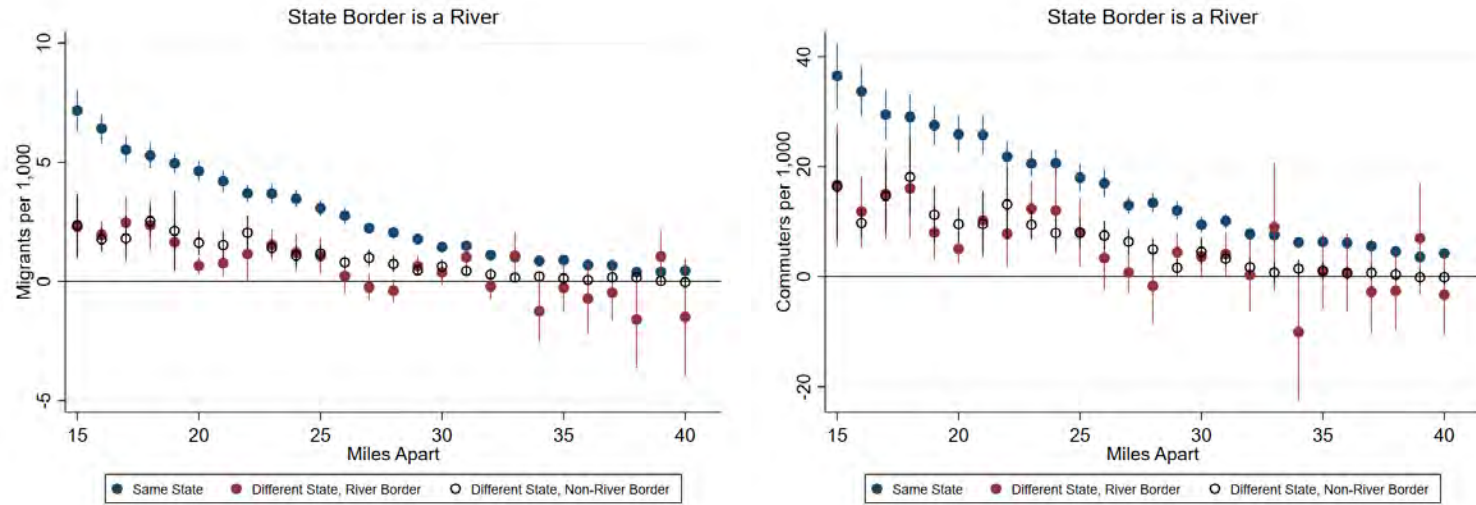 State Border is a River
Migrants per 1,000
10
5
0
-5
15 20 25 30 35 40
Miles Apart
Same State Different State, River Border Different State, Non-River Border
State Border is a River
Commuters per 1,000
40
20
0
-20
15 20 25 30 35 40
Miles Apart
Same State Different State, River Border Different State, Non-River Border